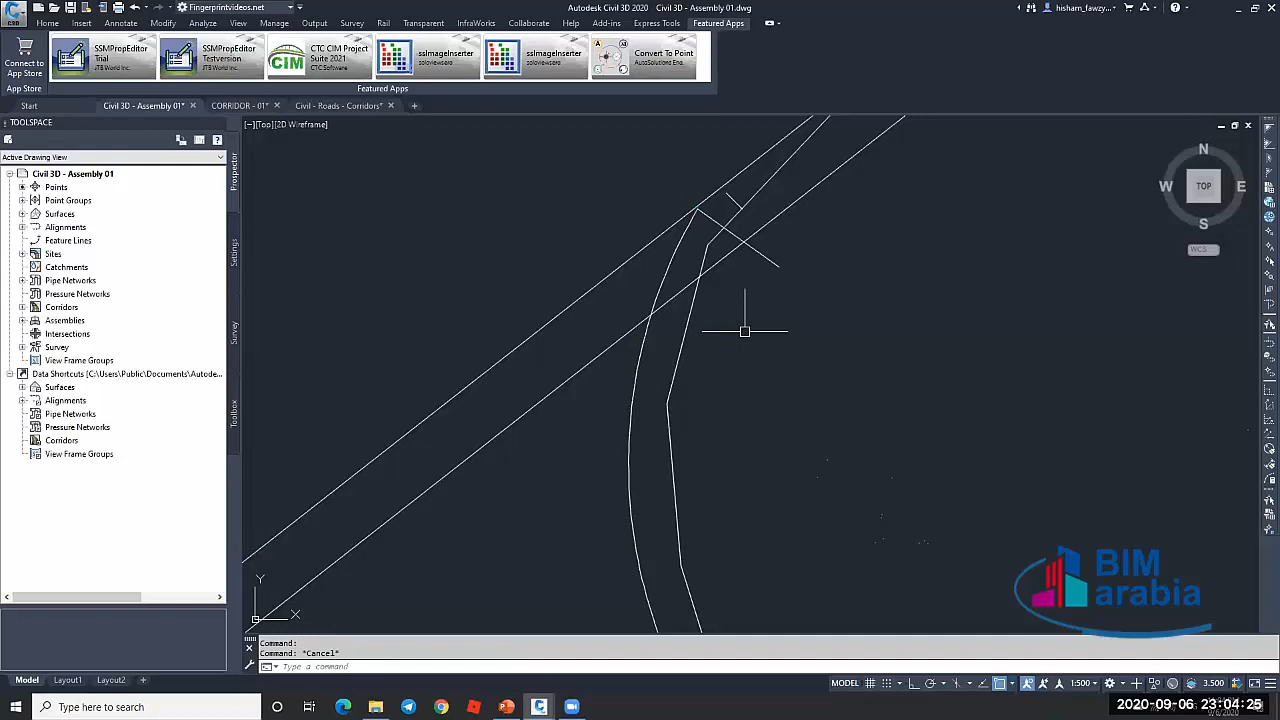 Fingerprintvideos.net
Autodesk Civil 3D 2020 Civil 3D - Assembly 01.dwg
hisham_fawzy...
C3D
Home Insert Annotate Modify Analyze View Manage Output Survey Rail Transparent InfraWorks Collaborate Help Add-ins Express Tools Featured Apps
Connect to
App Store
SSMPropEditor
Trial
JTB World Inc.
SSMPropEditor
Testversion
JTB World Inc.
CIM
CTC CIM Project
Suite 2021
CTC Software
ssImageInserter
soloviewsero
ssImageInserter
soloviewsero
Convert To Point
AutoSolutions Eng.
App Store
Featured Apps
Start Civil 3D - Assembly 01* CORRIDOR - 01* Civil - Roads - Corridors*
TOOLSPACE
[−][Top][2D Wireframe]
Active Drawing View
Civil 3D - Assembly 01
Points
Point Groups
Surfaces
Alignments
Feature Lines
Sites
Catchments
Pipe Networks
Pressure Networks
Corridors
Assemblies
Intersections
Survey
View Frame Groups
Data Shortcuts [C:\Users\Public\Documents\Autode...
Surfaces
Alignments
Pipe Networks
Pressure Networks
Corridors
View Frame Groups
Prospector
Settings
Survey
Toolbox
N
W TOP E
S
WCS
BIM
arabia
Y
X
Command:
Command: *Cancel*
Type a command
Model Layout1 Layout2
MODEL 1:500 3.500
Type here to search
2020-09-06 23:04:25